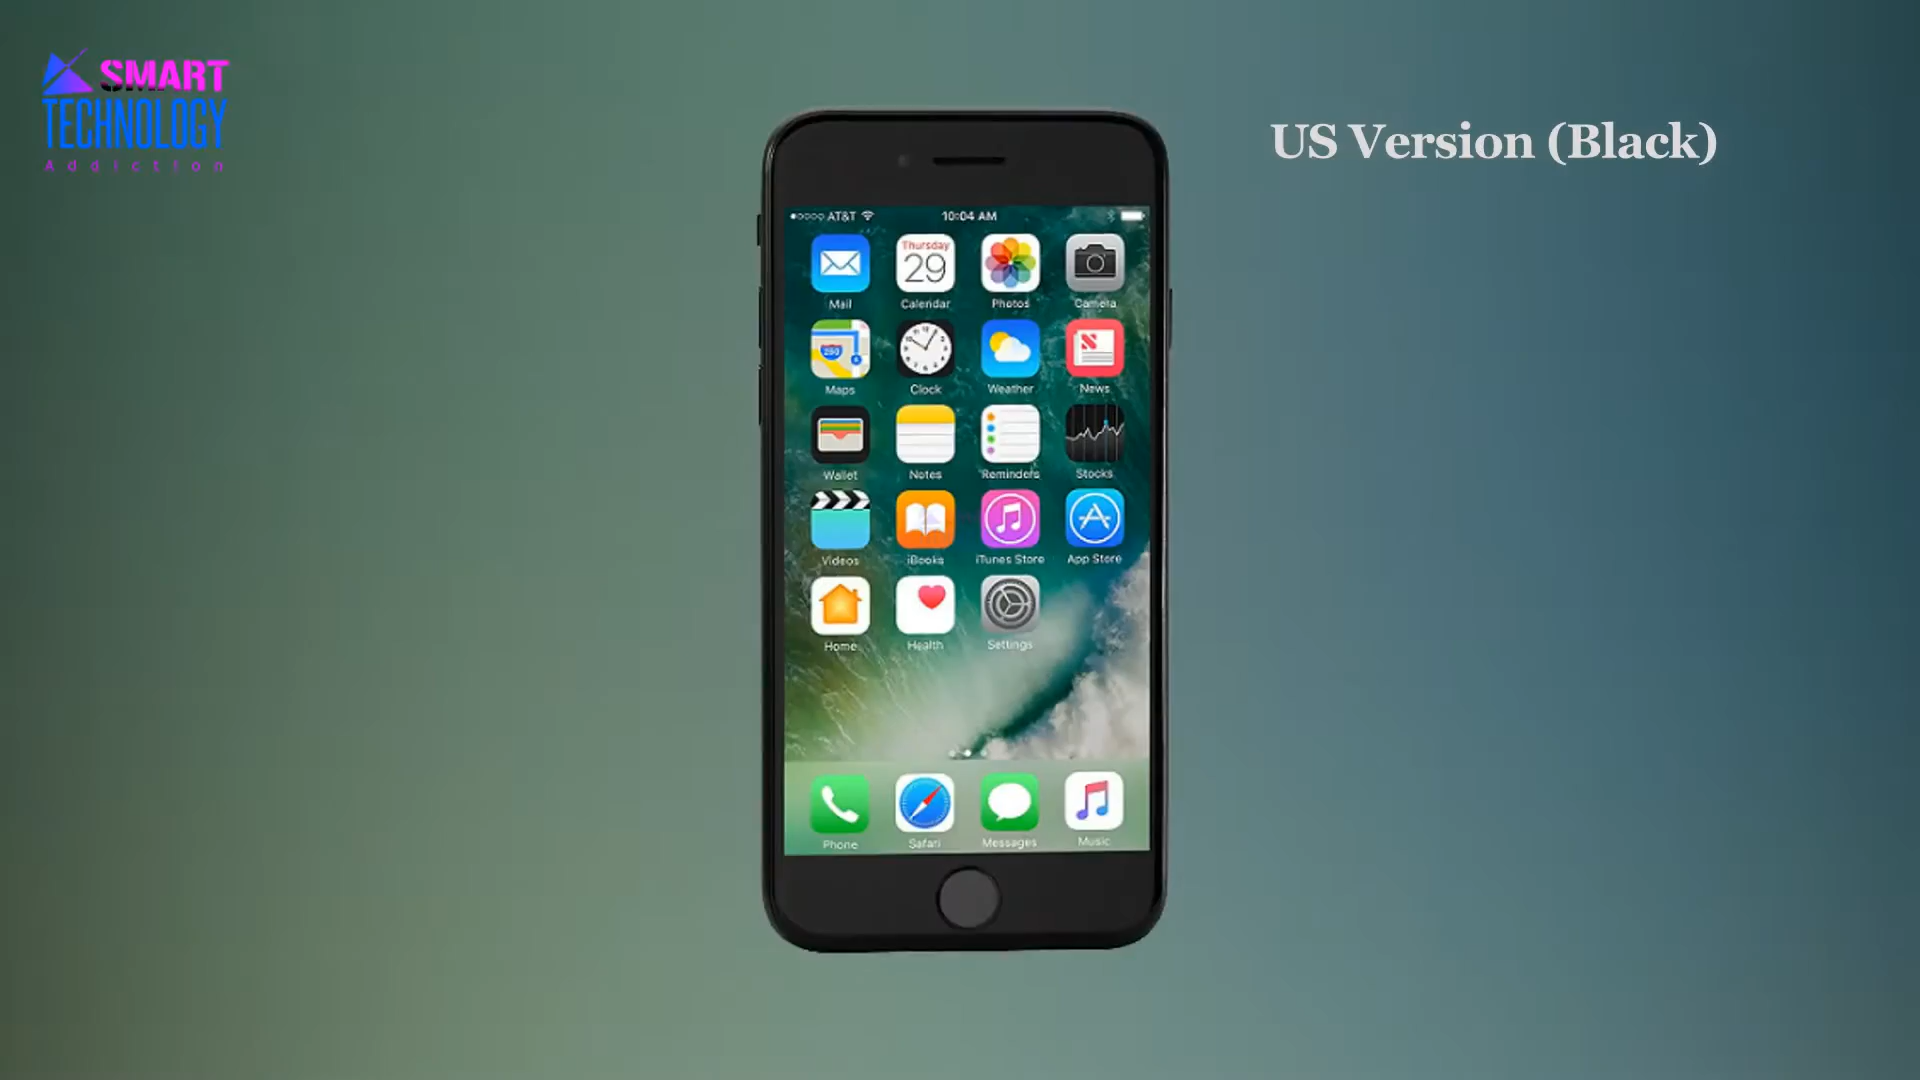 SMART
TECHNOLOGY
Addiction
US Version (Black)
AT&T 10:04 AM
Thursday
29
Mail Calendar Photos Camera
280
Maps Clock Weather News
Wallet Notes Reminders Stocks
Videos iBooks iTunes Store App Store
Home Health Settings
Phone Safari Messages Music